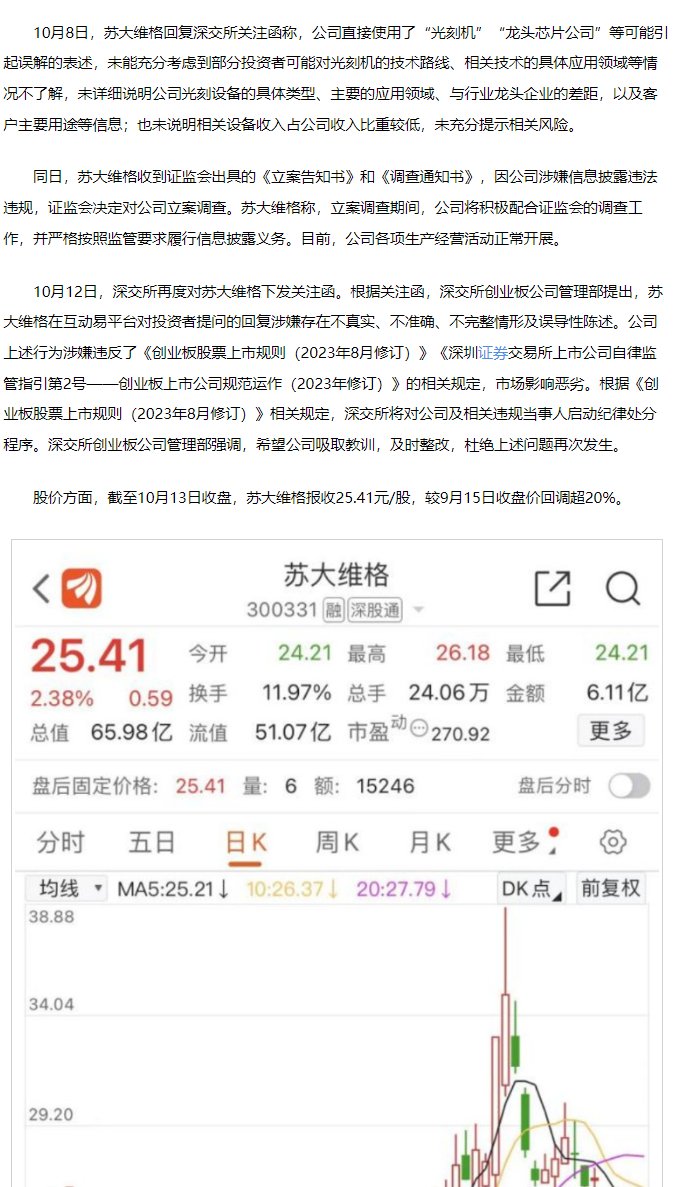 10月8日，苏大维格回复深交所关注函称，公司直接使用了“光刻机”“龙头芯片公司”等可能引
起误解的表述，未能充分考虑到部分投资者可能对光刻机的技术路线、相关技术的具体应用领域等情
况不了解，未详细说明公司光刻设备的具体类型、主要的应用领域、与行业龙头企业的差距，以及客
户主要用途等信息；也未说明相关设备收入占公司收入比重较低，未充分提示相关风险。
同日，苏大维格收到证监会出具的《立案告知书》和《调查通知书》，因公司涉嫌信息披露违法
违规，证监会决定对公司立案调查。苏大维格称，立案调查期间，公司将积极配合证监会的调查工
作，并严格按照监管要求履行信息披露义务。目前，公司各项生产经营活动正常开展。
10月12日，深交所再度对苏大维格下发关注函。根据关注函，深交所创业板公司管理部提出，苏
大维格在互动易平台对投资者提问的回复涉嫌存在不真实、不准确、不完整情形及误导性陈述。公司
上述行为涉嫌违反了《创业板股票上市规则（2023年8月修订）》《深圳证券交易所上市公司自律监
管指引第2号——创业板上市公司规范运作（2023年修订）》的相关规定，市场影响恶劣。根据《创
业板股票上市规则（2023年8月修订）》相关规定，深交所将对公司及相关违规当事人启动纪律处分
程序。深交所创业板公司管理部强调，希望公司吸取教训，及时整改，杜绝上述问题再次发生。
股价方面，截至10月13日收盘，苏大维格报收25.41元/股，较9月15日收盘价回调超20%。
苏大维格
300331 融 深股通
25.41 今开 24.21 最高 26.18 最低 24.21
2.38% 0.59 换手 11.97% 总手 24.06万 金额 6.11亿
总值 65.98亿 流值 51.07亿 市盈动 270.92 更多
盘后固定价格: 25.41 量: 6 额: 15246 盘后分时
分时 五日 日K 周K 月K 更多
均线 MA5:25.21↓ 10:26.37↓ 20:27.79↓ DK点 前复权
38.88
34.04
29.20